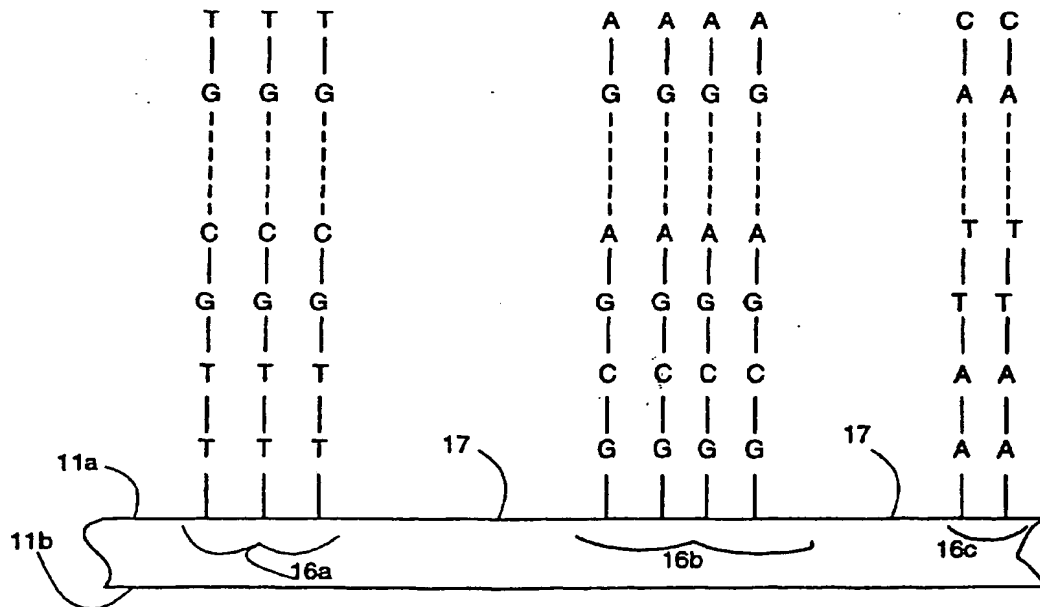 T T T A A A A C C
G G G G G G G A A
C C C A A A A T T
G G G G G G G T T
T T T C C C C A A
T T T G G G G A A
11a 17 17
11b 16a 16b 16c